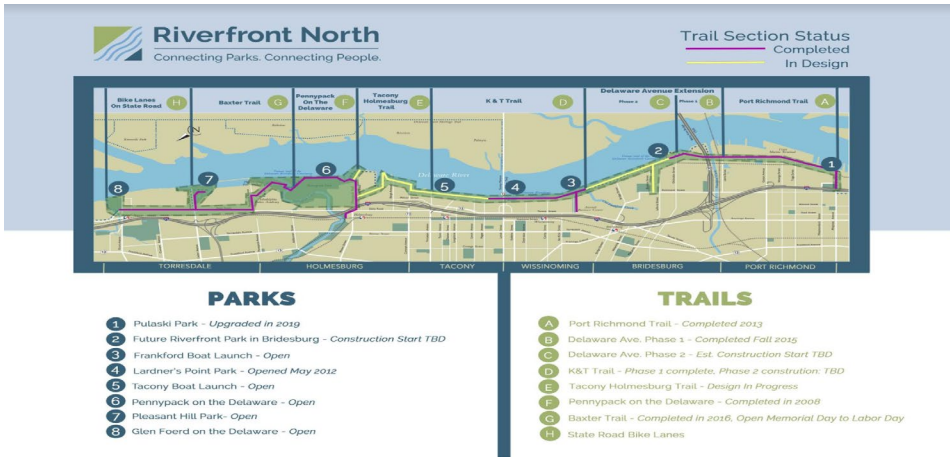 Riverfront North
Connecting Parks. Connecting People.
Trail Section Status
Completed
In Design
Delaware Avenue Extension
Bike Lanes
On State Road
H
Baxter Trail
G
Pennypack
On The
Delaware
F
Tacony
Holmesburg
Trail
E
K & T Trail
D
Phase 2
C
Phase 1
B
Port Richmond Trail
A
Delaware River
8
7
6
5
4
3
2
1
TORRESDALE
HOLMESBURG
TACONY
WISSINOMING
BRIDESBURG
PORT RICHMOND
PARKS
1 Pulaski Park - Upgraded in 2019
2 Future Riverfront Park in Bridesburg - Construction Start TBD
3 Frankford Boat Launch - Open
4 Lardner's Point Park - Opened May 2012
5 Tacony Boat Launch - Open
6 Pennypack on the Delaware - Open
7 Pleasant Hill Park- Open
8 Glen Foerd on the Delaware - Open
TRAILS
A Port Richmond Trail - Completed 2013
B Delaware Ave. Phase 1 - Completed Fall 2015
C Delaware Ave. Phase 2 - Est. Construction Start TBD
D K&T Trail - Phase 1 complete, Phase 2 constrution: TBD
E Tacony Holmesburg Trail - Design In Progress
F Pennypack on the Delaware - Completed in 2008
G Baxter Trail - Completed in 2016, Open Memorial Day to Labor Day
H State Road Bike Lanes